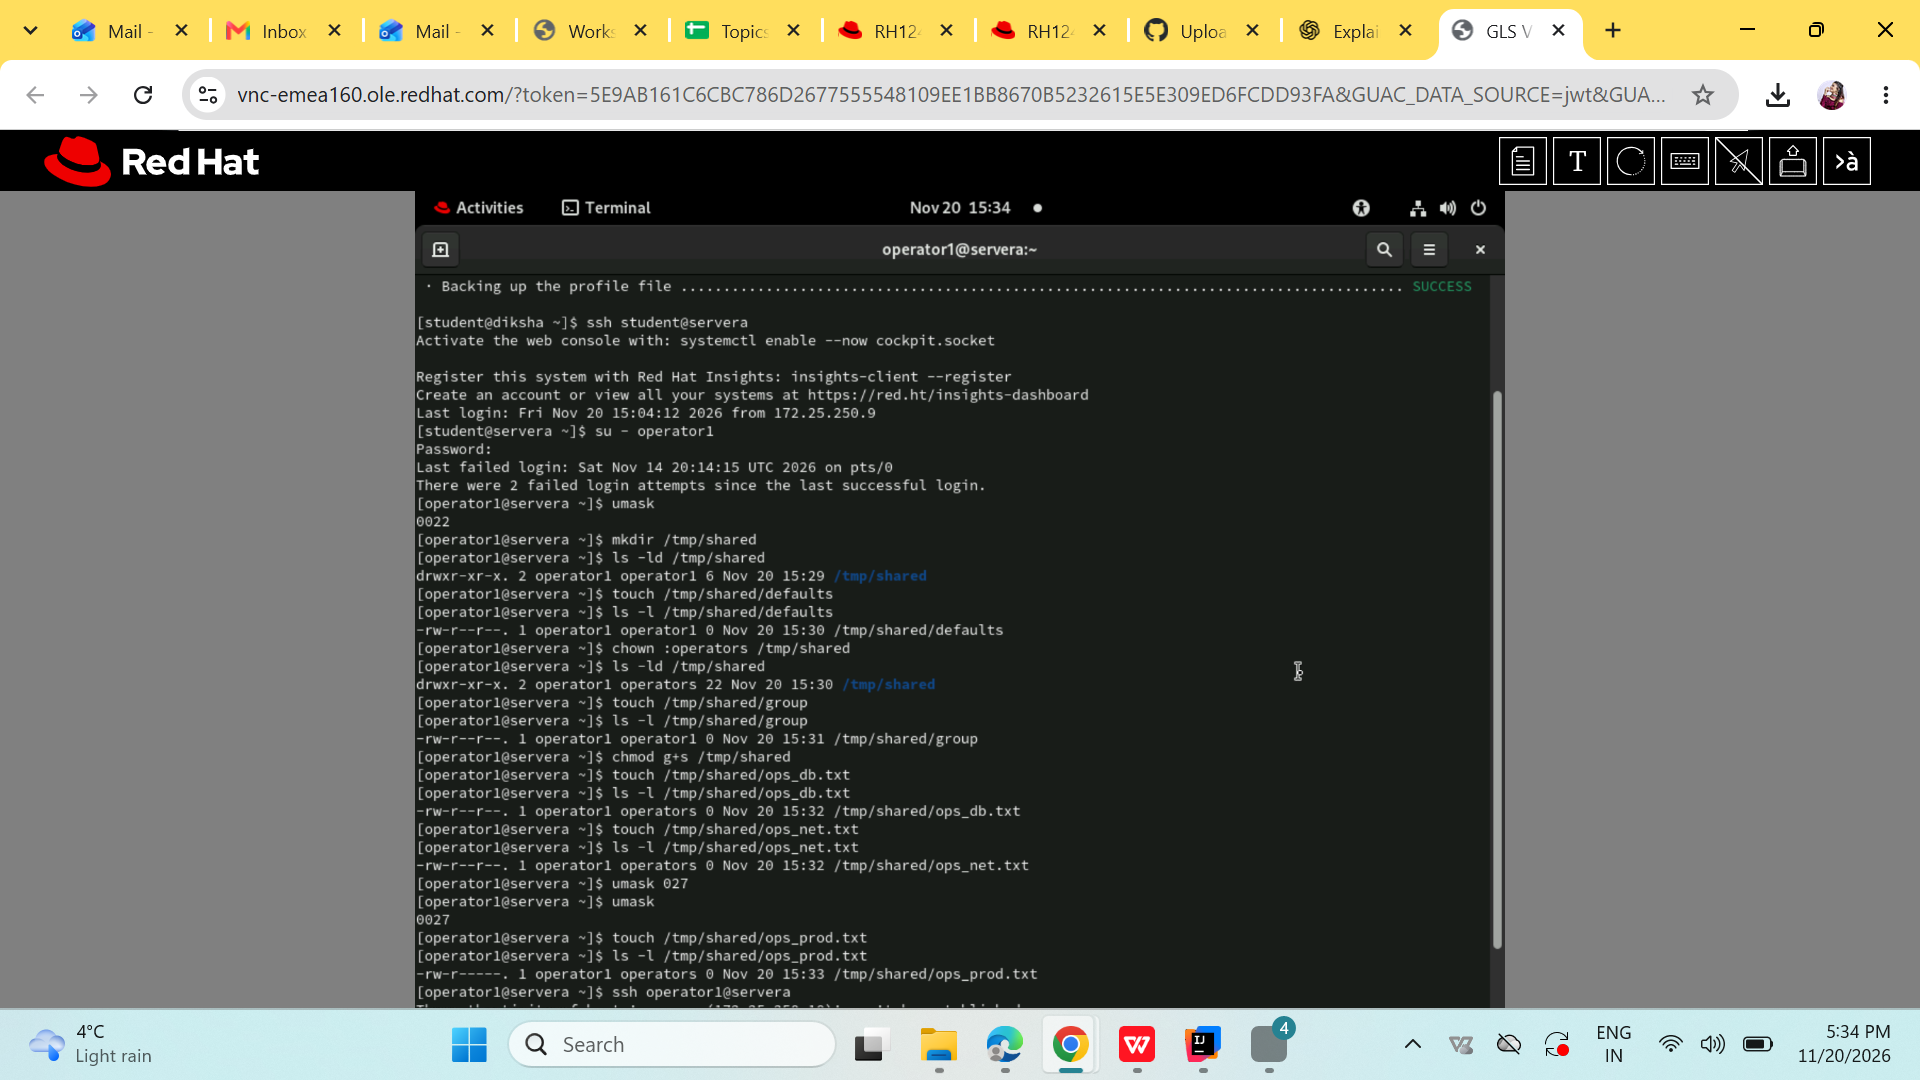 Mail -
Inbox
Mail -
Works
Topics
RH12
RH12
Uploa
Explai
GLS V
vnc-emea160.ole.redhat.com/?token=5E9AB161C6CBC786D2677555548109EE1BB8670B5232615E5E309ED6FCDD93FA&GUAC_DATA_SOURCE=jwt&GUA...
Red Hat
T
>à
Activities
Terminal
Nov 20 15:34
operator1@servera:~
· Backing up the profile file ..................................................................................... SUCCESS
[student@diksha ~]$ ssh student@servera
Activate the web console with: systemctl enable --now cockpit.socket
Register this system with Red Hat Insights: insights-client --register
Create an account or view all your systems at https://red.ht/insights-dashboard
Last login: Fri Nov 20 15:04:12 2026 from 172.25.250.9
[student@servera ~]$ su - operator1
Password:
Last failed login: Sat Nov 14 20:14:15 UTC 2026 on pts/0
There were 2 failed login attempts since the last successful login.
[operator1@servera ~]$ umask
0022
[operator1@servera ~]$ mkdir /tmp/shared
[operator1@servera ~]$ ls -ld /tmp/shared
drwxr-xr-x. 2 operator1 operator1 6 Nov 20 15:29 /tmp/shared
[operator1@servera ~]$ touch /tmp/shared/defaults
[operator1@servera ~]$ ls -l /tmp/shared/defaults
-rw-r--r--. 1 operator1 operator1 0 Nov 20 15:30 /tmp/shared/defaults
[operator1@servera ~]$ chown :operators /tmp/shared
[operator1@servera ~]$ ls -ld /tmp/shared
drwxr-xr-x. 2 operator1 operators 22 Nov 20 15:30 /tmp/shared
[operator1@servera ~]$ touch /tmp/shared/group
[operator1@servera ~]$ ls -l /tmp/shared/group
-rw-r--r--. 1 operator1 operator1 0 Nov 20 15:31 /tmp/shared/group
[operator1@servera ~]$ chmod g+s /tmp/shared
[operator1@servera ~]$ touch /tmp/shared/ops_db.txt
[operator1@servera ~]$ ls -l /tmp/shared/ops_db.txt
-rw-r--r--. 1 operator1 operators 0 Nov 20 15:32 /tmp/shared/ops_db.txt
[operator1@servera ~]$ touch /tmp/shared/ops_net.txt
[operator1@servera ~]$ ls -l /tmp/shared/ops_net.txt
-rw-r--r--. 1 operator1 operators 0 Nov 20 15:32 /tmp/shared/ops_net.txt
[operator1@servera ~]$ umask 027
[operator1@servera ~]$ umask
0027
[operator1@servera ~]$ touch /tmp/shared/ops_prod.txt
[operator1@servera ~]$ ls -l /tmp/shared/ops_prod.txt
-rw-r-----. 1 operator1 operators 0 Nov 20 15:33 /tmp/shared/ops_prod.txt
[operator1@servera ~]$ ssh operator1@servera
4°C
Light rain
Search
4
ENG
IN
5:34 PM
11/20/2026